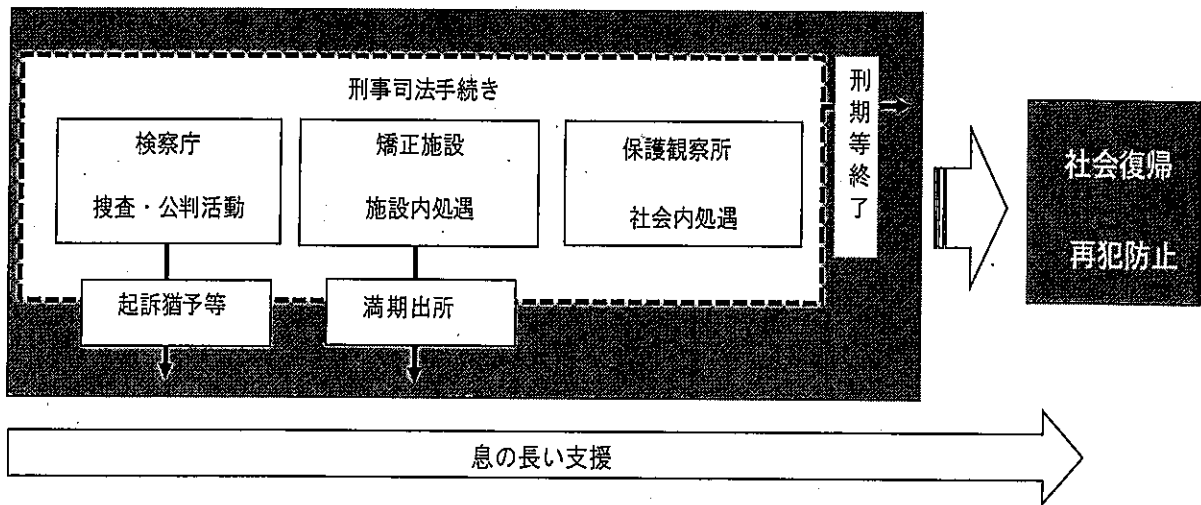 刑事司法手続き
検察庁
捜査・公判活動
矯正施設
施設内処遇
保護観察所
社会内処遇
刑期等終了
起訴猶予等
満期出所
社会復帰
再犯防止
息の長い支援